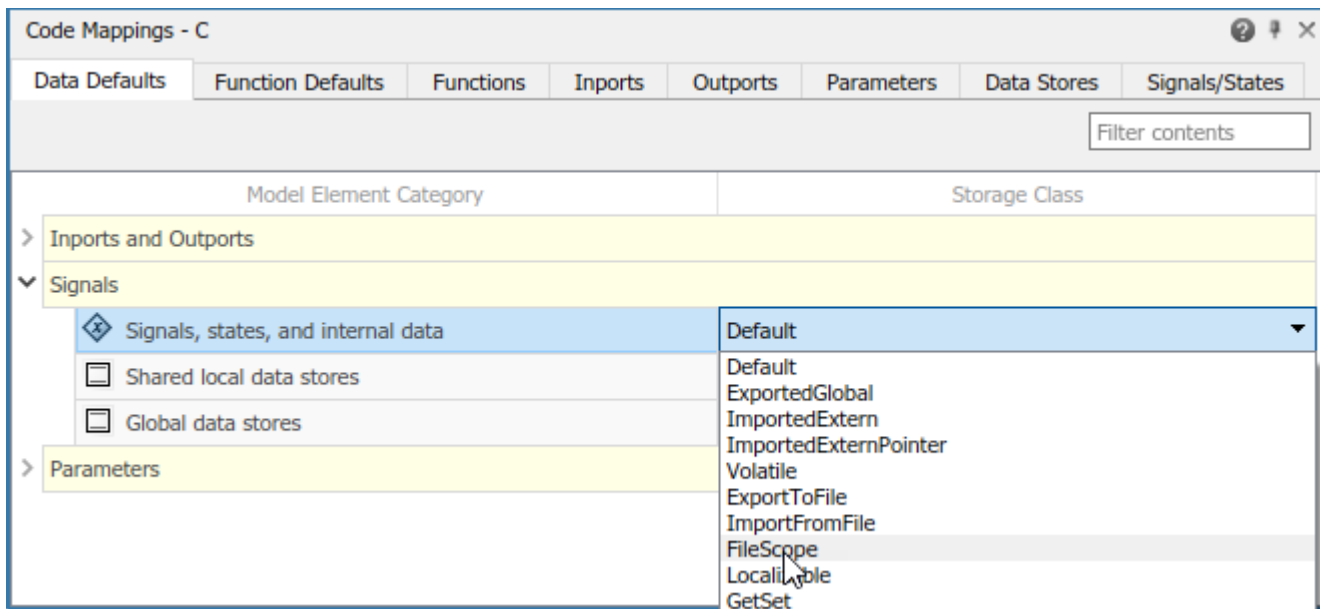 Code Mappings - C
Data Defaults Function Defaults Functions Inports Outports Parameters Data Stores Signals/States
Filter contents
Model Element Category Storage Class
Inports and Outports
Signals
Signals, states, and internal data Default
Default
Shared local data stores
ExportedGlobal
ImportedExtern
Global data stores
ImportedExternPointer
Parameters
Volatile
ExportToFile
ImportFromFile
FileScope
Localizable
GetSet